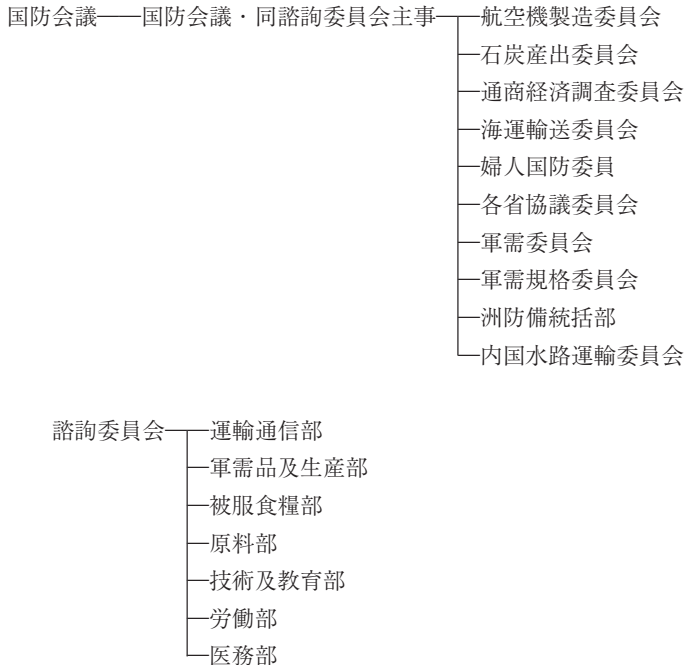 国防会議――国防会議・同諮詢委員会主事
航空機製造委員会
石炭産出委員会
通商経済調査委員会
海運輸送委員会
婦人国防委員
各省協議委員会
軍需委員会
軍需規格委員会
洲防備統括部
内国水路運輸委員会
諮詢委員会
運輸通信部
軍需品及生産部
被服食糧部
原料部
技術及教育部
労働部
医務部